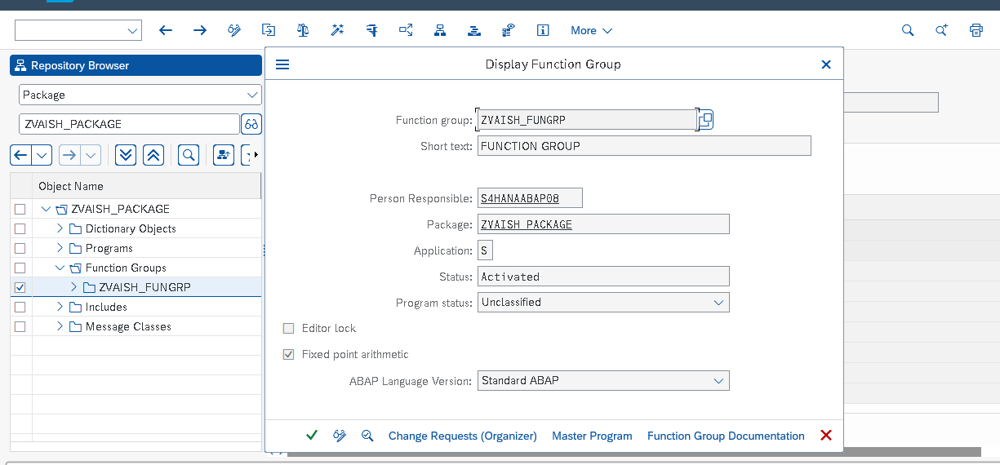 More
Repository Browser
Package
ZVAISH_PACKAGE
Object Name
ZVAISH_PACKAGE
Dictionary Objects
Programs
Function Groups
ZVAISH_FUNGRP
Includes
Message Classes
Display Function Group
Function group: ZVAISH_FUNGRP
Short text: FUNCTION GROUP
Person Responsible: S4HANAABAP08
Package: ZVAISH_PACKAGE
Application: S
Status: Activated
Program status: Unclassified
Editor lock
Fixed point arithmetic
ABAP Language Version: Standard ABAP
Change Requests (Organizer) Master Program Function Group Documentation